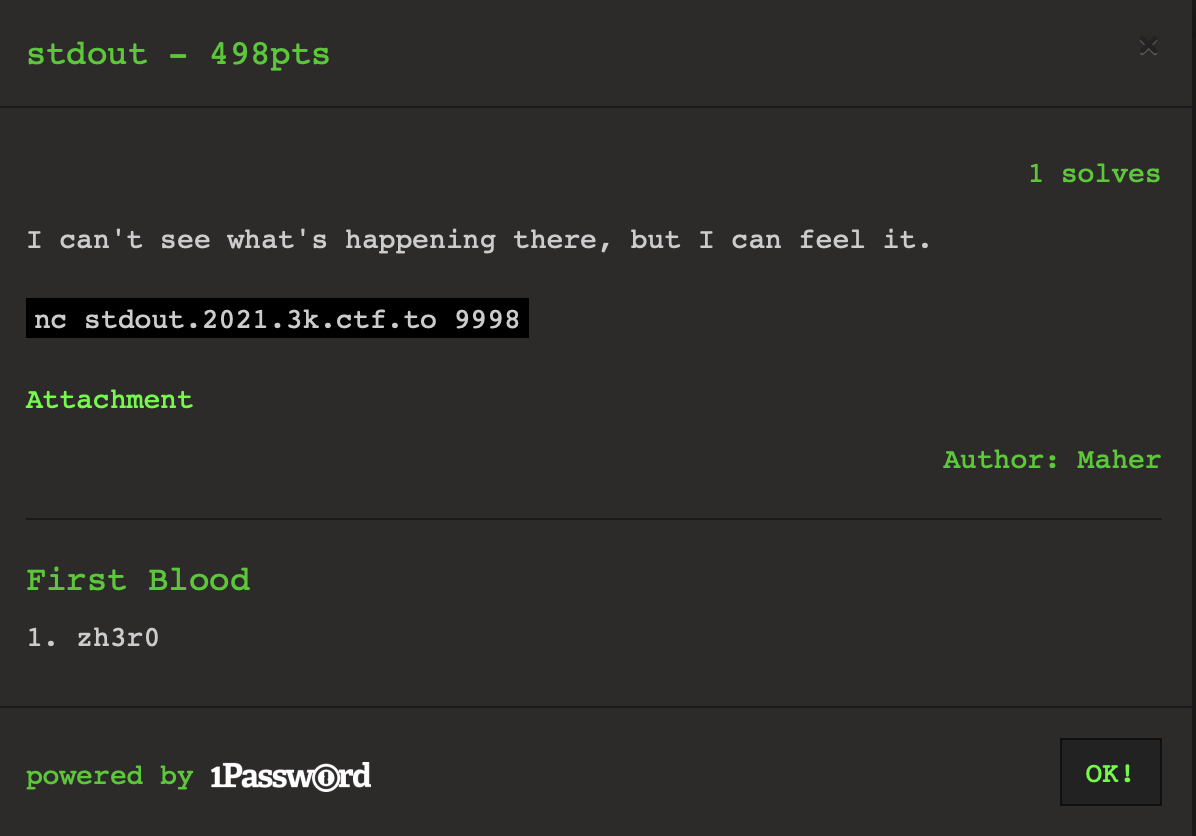 stdout - 498pts
×
1 solves
I can't see what's happening there, but I can feel it.
nc stdout.2021.3k.ctf.to 9998
Attachment
Author: Maher
First Blood
1. zh3r0
powered by 1Password
OK!